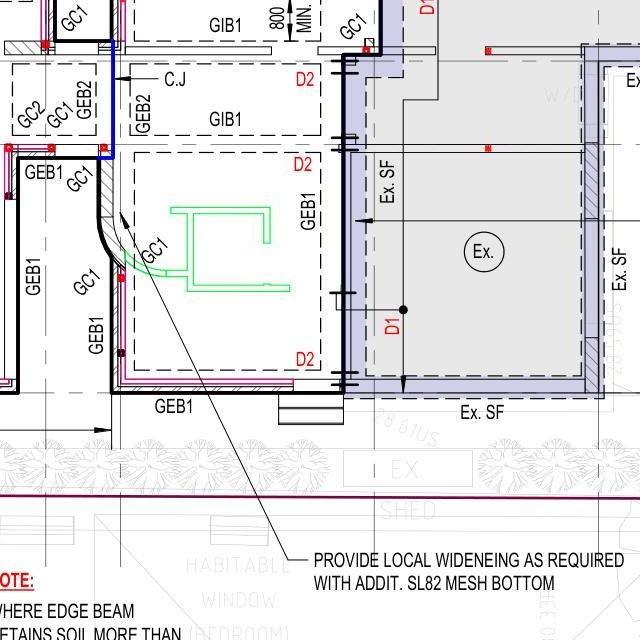 GC1
GIB1
800
MIN.
GC1
D1
C.J
D2
GEB2
GEB2
GIB1
GC2
GC1
GEB1
GC1
D2
Ex. SF
GEB1
GC1
Ex.
Ex. SF
GEB1
GC1
GEB1
D1
D2
GEB1
Ex. SF
28.61US
EX
SHED
HABITABLE
WINDOW
(BEDROOM)
PROVIDE LOCAL WIDENEING AS REQUIRED
WITH ADDIT. SL82 MESH BOTTOM
OTE:
WHERE EDGE BEAM
ETAINS SOIL MORE THAN